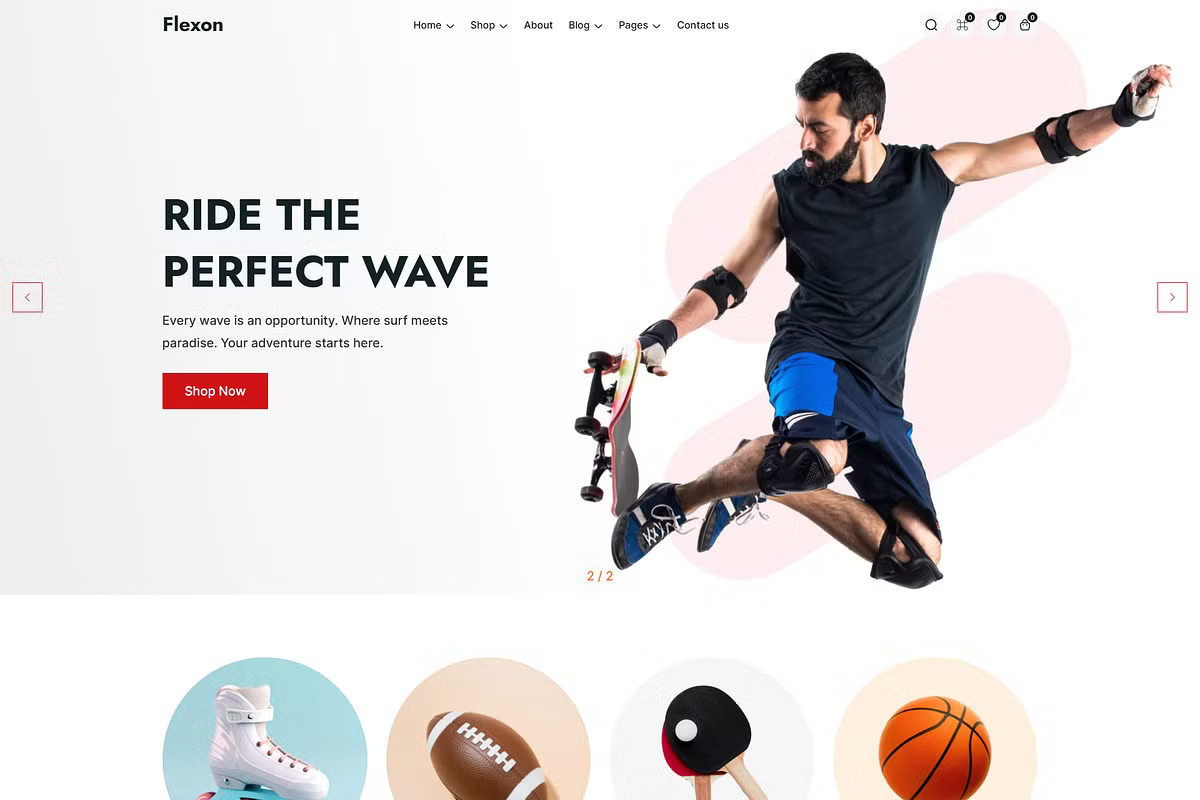 Flexon
Home Shop About Blog Pages Contact us
0 0 0
RIDE THE
PERFECT WAVE
Every wave is an opportunity. Where surf meets
paradise. Your adventure starts here.
Shop Now
2 / 2